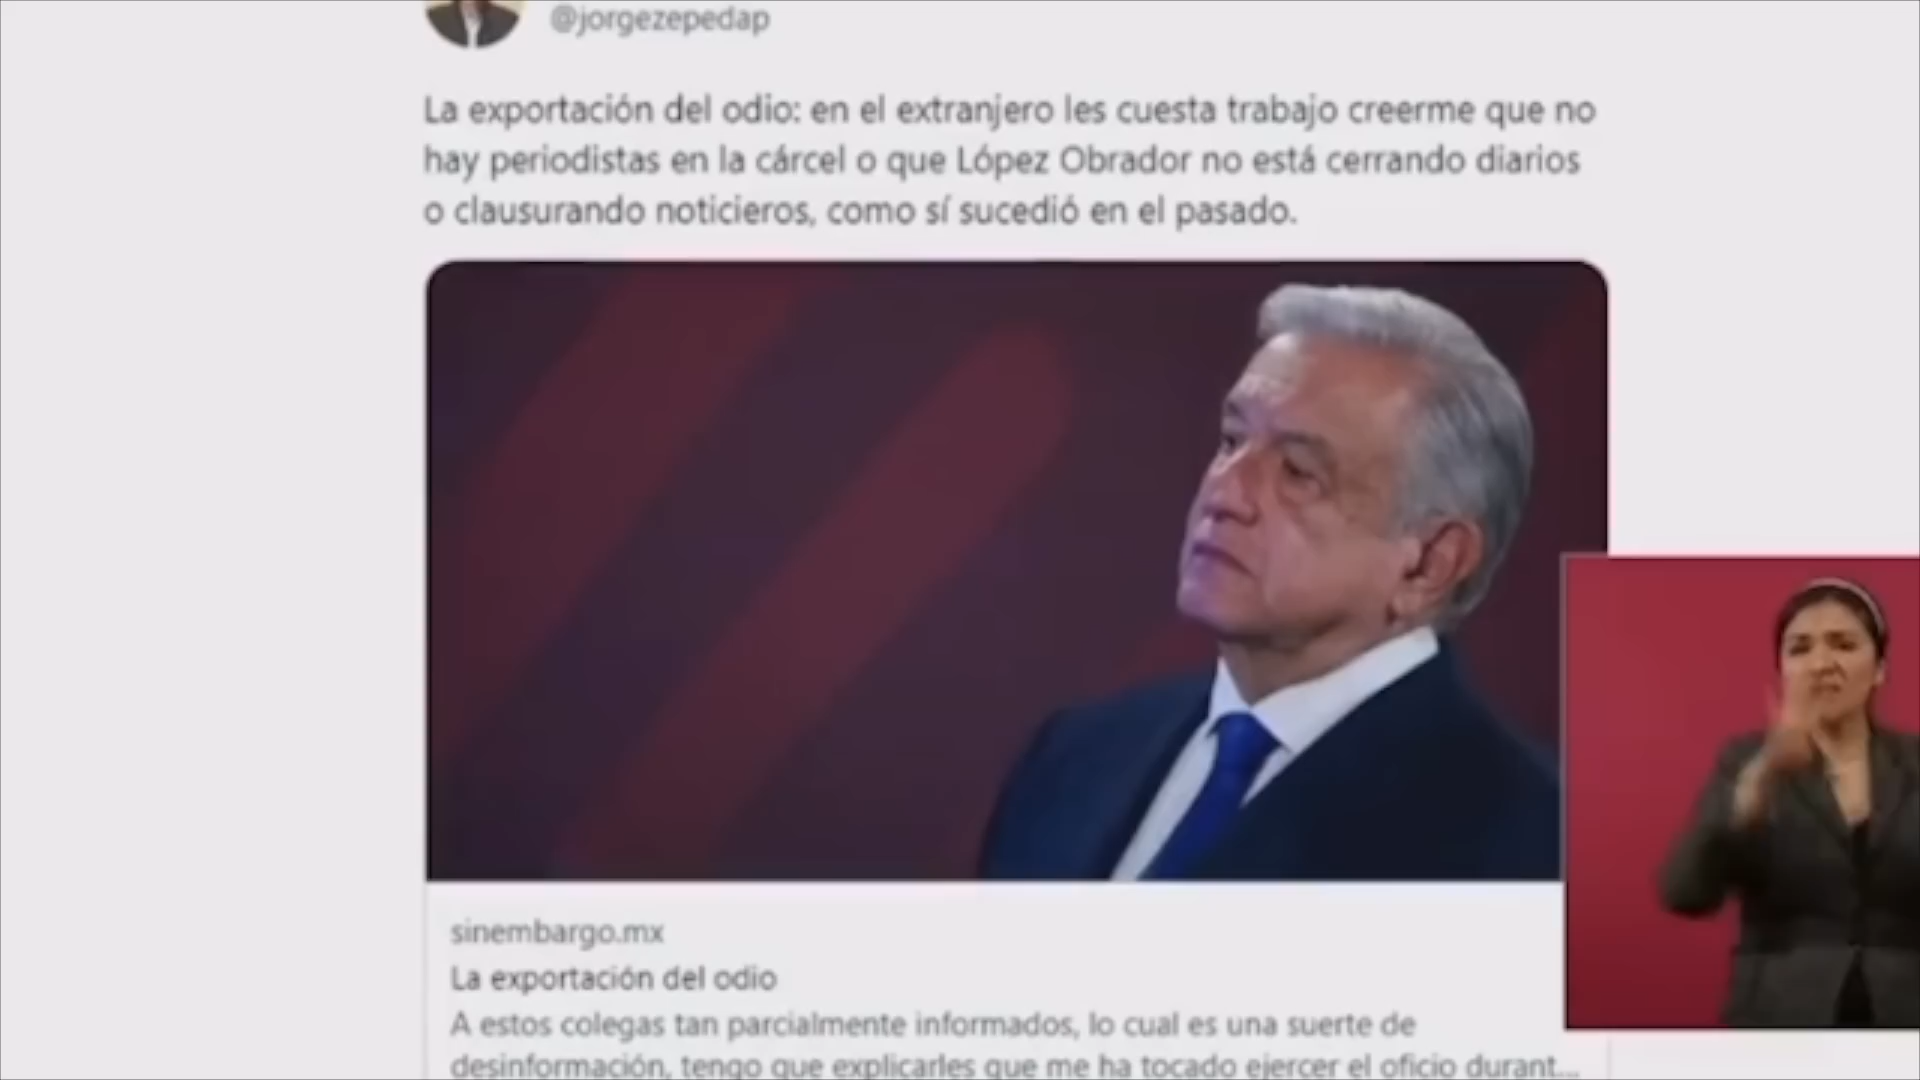 @jorgezepedap
La exportación del odio: en el extranjero les cuesta trabajo creerme que no
hay periodistas en la cárcel o que López Obrador no está cerrando diarios
o clausurando noticieros, como sí sucedió en el pasado.
sinembargo.mx
La exportación del odio
A estos colegas tan parcialmente informados, lo cual es una suerte de
desinformación, tengo que explicarles que me ha tocado ejercer el oficio durant...